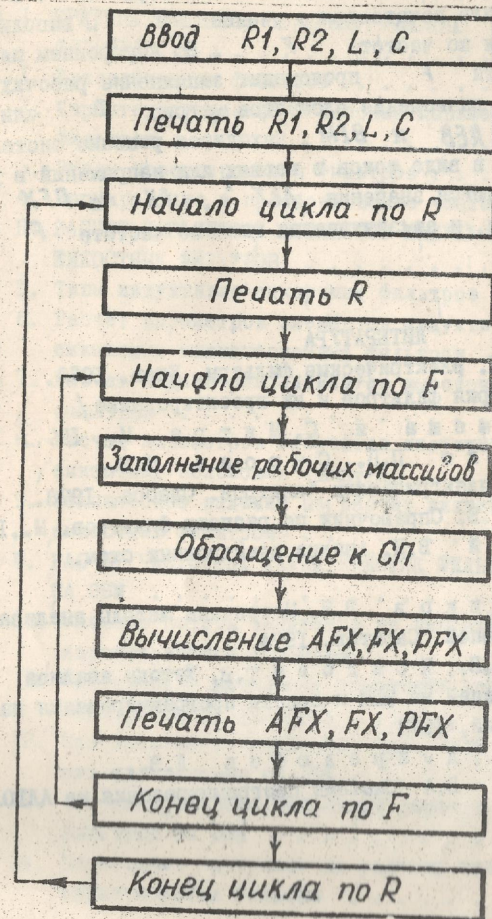 Ввод R1, R2, L, C
Печать R1, R2, L, C
Начало цикла по R
Печать R
Начало цикла по F
Заполнение рабочих массивов
Обращение к СП
Вычисление AFX, FX, PFX
Печать AFX, FX, PFX
Конец цикла по F
Конец цикла по R